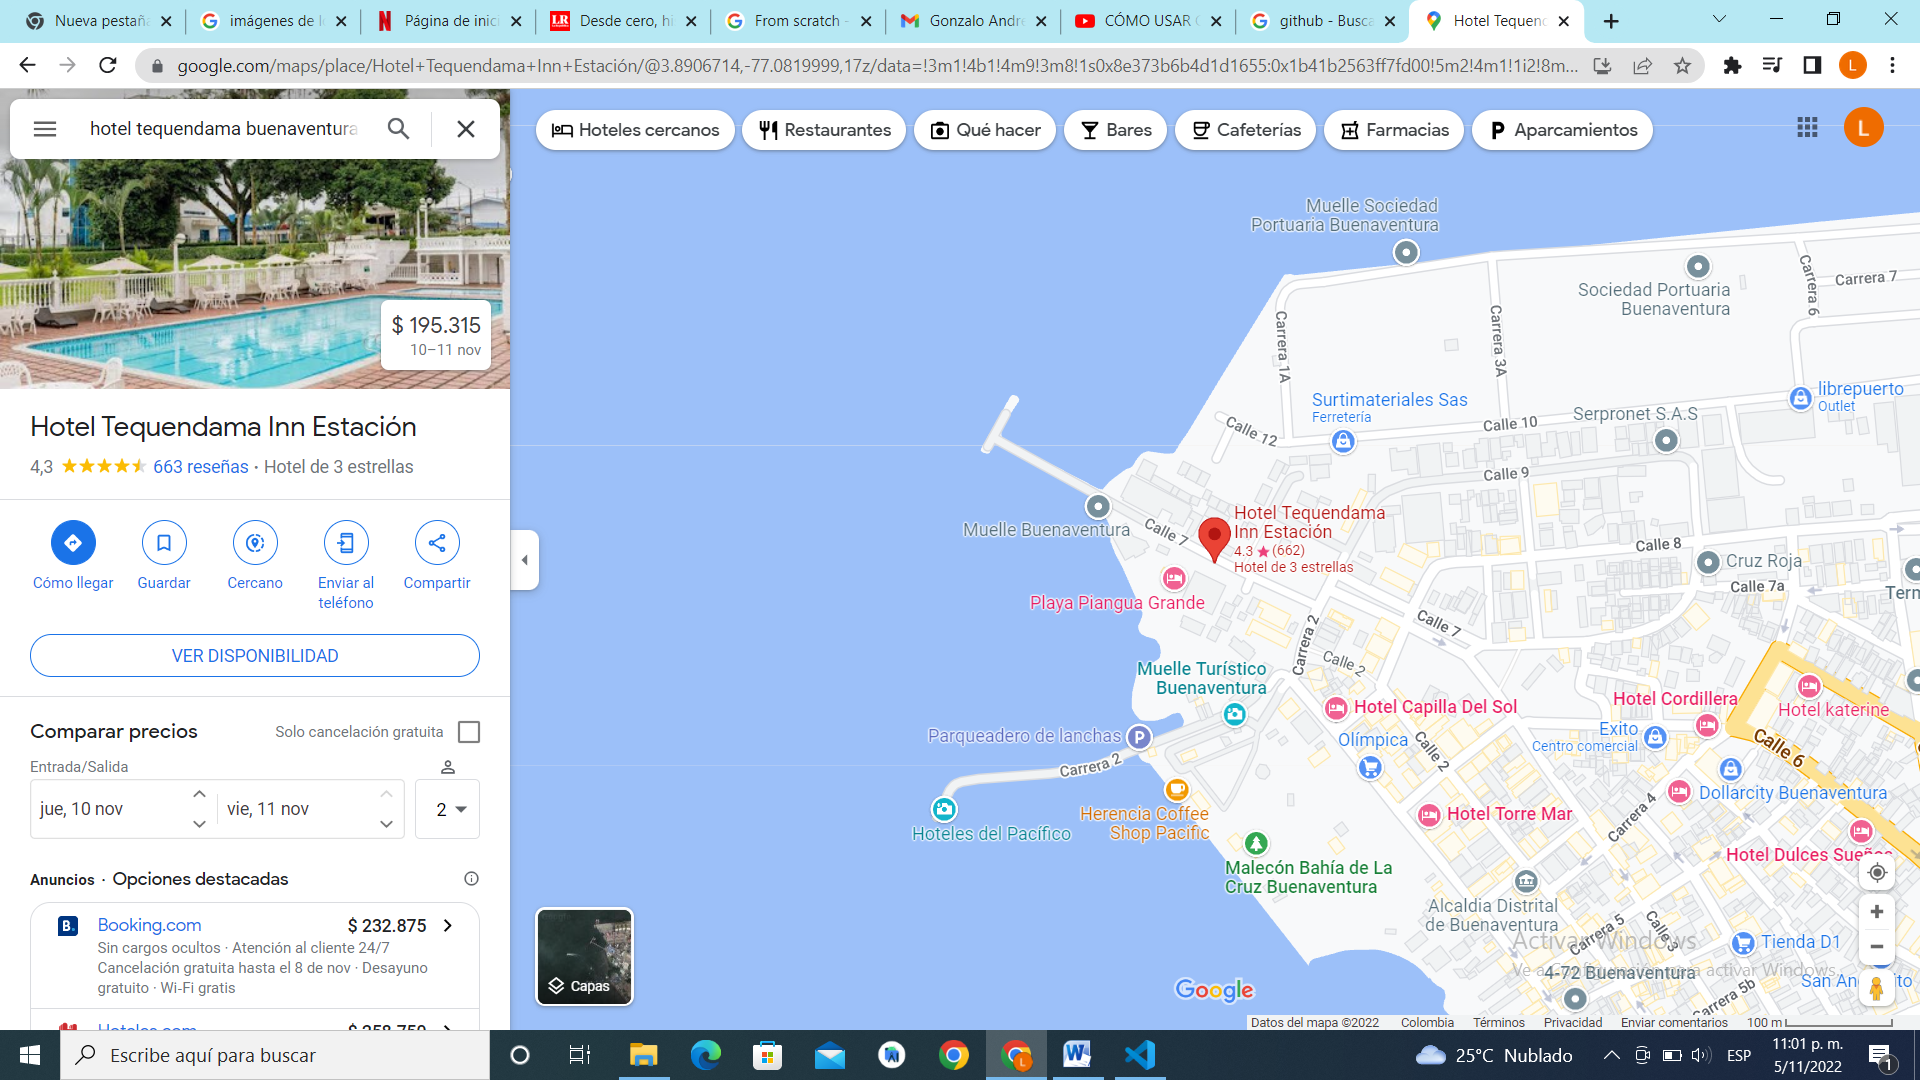 Nueva pestaña
imágenes de l
Página de inici
LR
Desde cero, hi
From scratch -
Gonzalo Andre
CÓMO USAR
github - Busca
Hotel Tequend
google.com/maps/place/Hotel+Tequendama+Inn+Estación/@3.8906714,-77.0819999,17z/data=!3m1!4b1!4m9!3m8!1s0x8e373b6b4d1d1655:0x1b41b2563ff7fd00!5m2!4m1!1i2!8m...
L
hotel tequendama buenaventura
$ 195.315
10–11 nov
Hotel Tequendama Inn Estación
4,3 663 reseñas · Hotel de 3 estrellas
Cómo llegar
Guardar
Cercano
Enviar al
teléfono
Compartir
VER DISPONIBILIDAD
Comparar precios
Solo cancelación gratuita
Entrada/Salida
jue, 10 nov
vie, 11 nov
2
Anuncios · Opciones destacadas
B.
Booking.com
$ 232.875
Sin cargos ocultos · Atención al cliente 24/7
Cancelación gratuita hasta el 8 de nov · Desayuno
gratuito · Wi-Fi gratis
Hoteles.com
$ 258.750
Hoteles cercanos
Restaurantes
Qué hacer
Bares
Cafeterías
Farmacias
P Aparcamientos
L
Muelle Sociedad
Portuaria Buenaventura
Sociedad Portuaria
Buenaventura
Carrera 6
Carrera 7
Carrera 1A
Carrera 3A
Surtimateriales Sas
Ferretería
Serpronet S.A.S
librepuerto
Outlet
Calle 12
Calle 10
Calle 9
Muelle Buenaventura
Calle 7
Hotel Tequendama
Inn Estación
4.3 (662)
Hotel de 3 estrellas
Calle 8
Cruz Roja
Calle 7a
Term
Playa Piangua Grande
Carrera 2
Calle 7
Calle 2
Muelle Turístico
Buenaventura
Hotel Capilla Del Sol
Hotel Cordillera
Hotel katerine
Parqueadero de lanchas
P
Olímpica
Exito
Centro comercial
Calle 2
Calle 6
Carrera 2
Dollarcity Buenaventura
Hoteles del Pacífico
Herencia Coffee
Shop Pacific
Hotel Torre Mar
Carrera 4
Hotel Dulces Sueños
Malecón Bahía de La
Cruz Buenaventura
Alcaldia Distrital
de Buenaventura
Carrera 5
Calle 3
Tienda D1
Activar Windows
Ve a Configuración para activar Windows.
4-72 Buenaventura
San An
Carrera 5b
Capas
Google
Datos del mapa ©2022
Colombia
Términos
Privacidad
Enviar comentarios
100 m
Escribe aquí para buscar
L
W
25°C Nublado
ESP
11:01 p. m.
5/11/2022
1